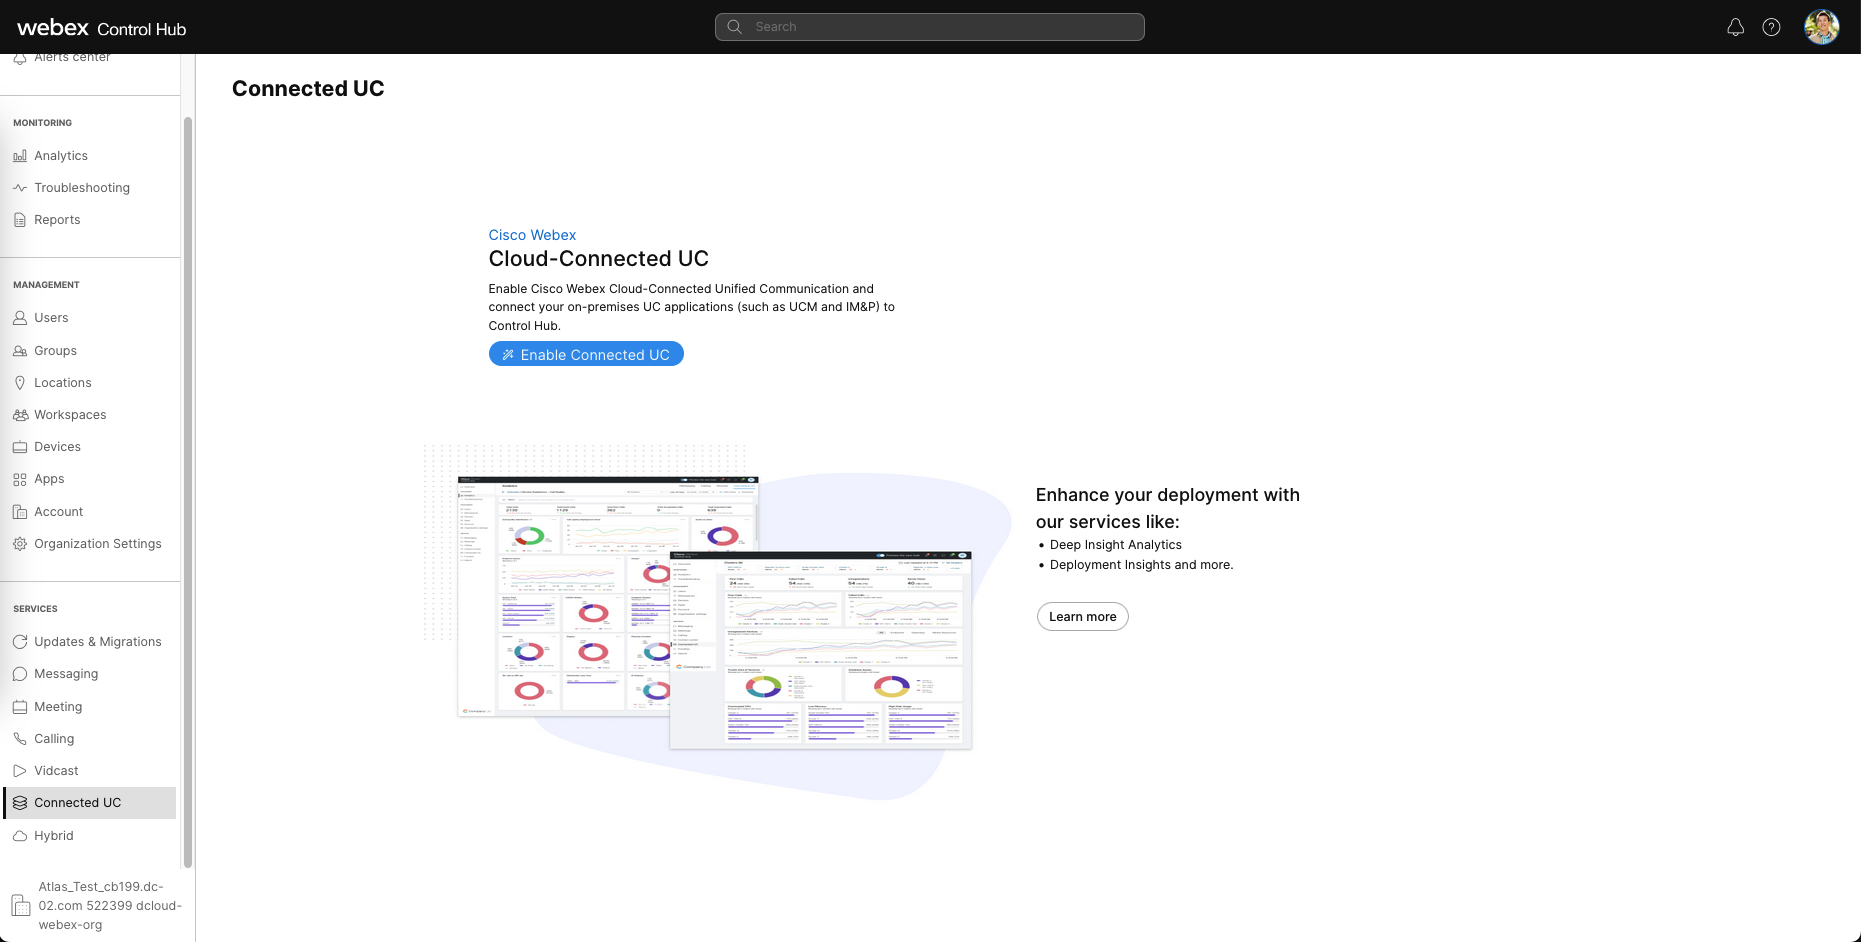 webex Control Hub
Search
Alerts center
MONITORING
Analytics
Troubleshooting
Reports
MANAGEMENT
Users
Groups
Locations
Workspaces
Devices
Apps
Account
Organization Settings
SERVICES
Updates & Migrations
Messaging
Meeting
Calling
Vidcast
Connected UC
Hybrid
Atlas_Test_cb199.dc-
02.com 522399 dcloud-
webex-org
Connected UC
Cisco Webex
Cloud-Connected UC
Enable Cisco Webex Cloud-Connected Unified Communication and
connect your on-premises UC applications (such as UCM and IM&P) to
Control Hub.
Enable Connected UC
Enhance your deployment with
our services like:
• Deep Insight Analytics
• Deployment Insights and more.
Learn more